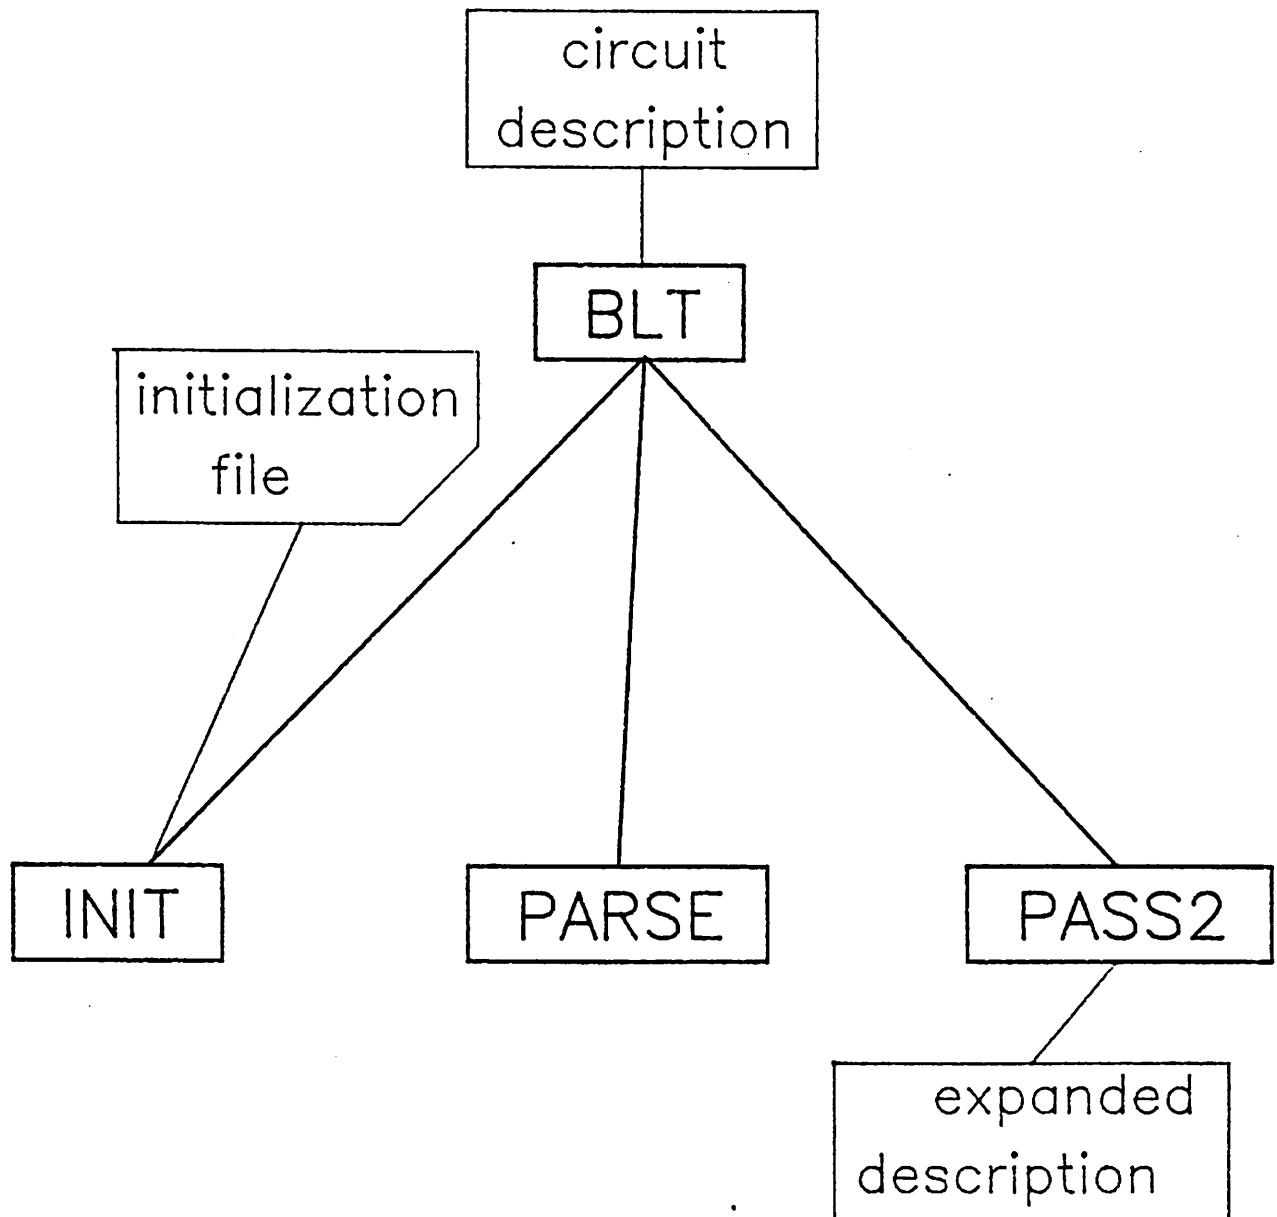 circuit
description
BLT
initialization
file
INIT
PARSE
PASS2
expanded
description